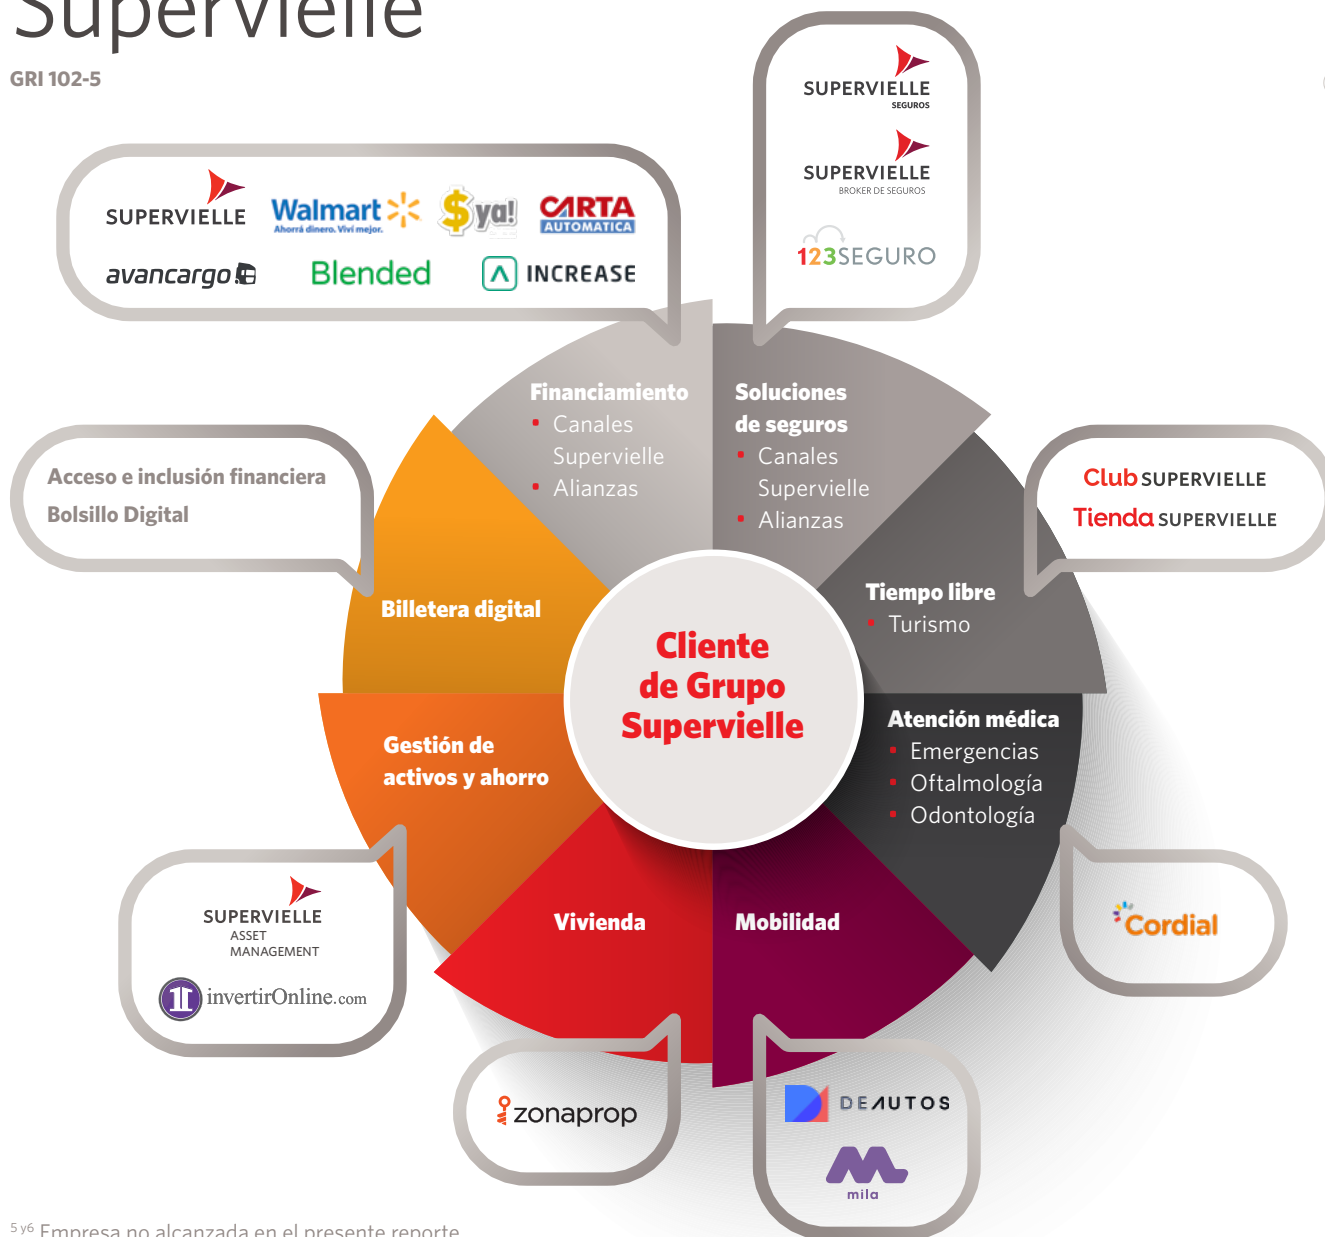 Supervielle
GRI 102-5
SUPERVIELLE
SEGUROS
SUPERVIELLE
BROKER DE SEGUROS
123SEGURO
SUPERVIELLE
Walmart
Ahorrá dinero. Viví mejor.
$ya!
CARTA
AUTOMATICA
avancargo
Blended
INCREASE
Financiamiento
Canales
Supervielle
Alianzas
Soluciones
de seguros
Canales
Supervielle
Alianzas
Acceso e inclusión financiera
Bolsillo Digital
Club SUPERVIELLE
Tienda SUPERVIELLE
Billetera digital
Tiempo libre
Turismo
Cliente
de Grupo
Supervielle
Gestión de
activos y ahorro
Atención médica
Emergencias
Oftalmología
Odontología
SUPERVIELLE
ASSET
MANAGEMENT
invertirOnline.com
Vivienda
Mobilidad
Cordial
zonaprop
DEAUTOS
mila
5 y6 Empresa no alcanzada en el presente reporte